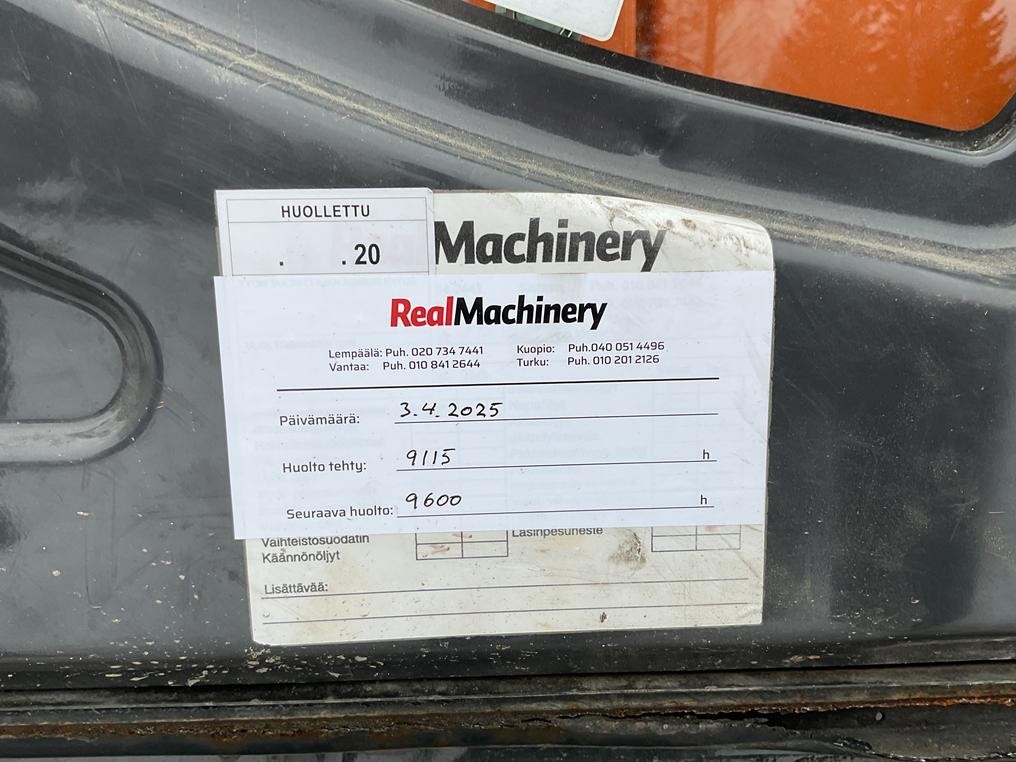 HUOLLETTU
. .20
Machinery
RealMachinery
Lempäälä: Puh. 020 734 7441 Kuopio: Puh.040 051 4496
Vantaa: Puh. 010 841 2644 Turku: Puh. 010 201 2126
Päivämäärä: 3.4.2025
Huolto tehty: 9115 h
Seuraava huolto: 9600 h
Vaihteistosuodatin Lasinpesuneste
Käännönöljyt
Lisättävää: